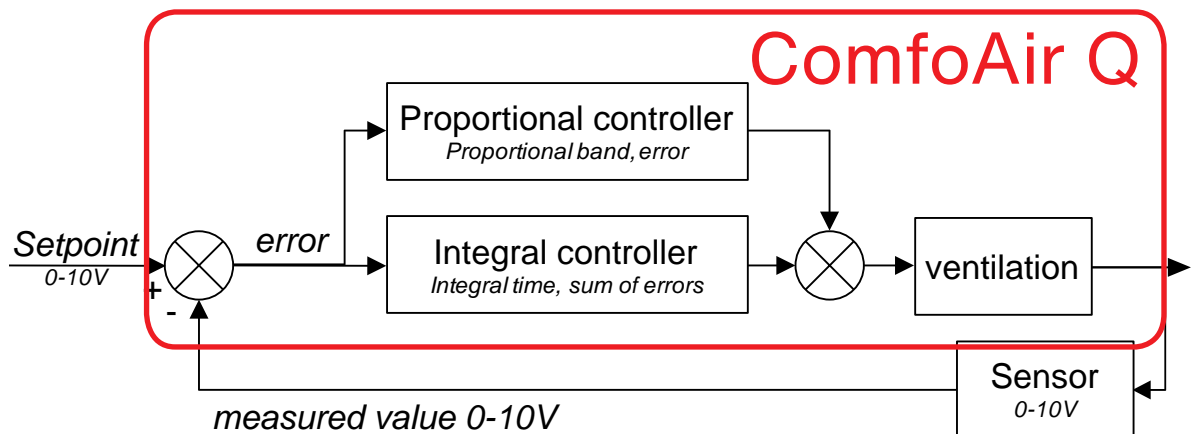 ComfoAir Q
Proportional controller
Proportional band, error
Setpoint
0-10V
error
Integral controller
Integral time, sum of errors
ventilation
+
-
Sensor
0-10V
measured value 0-10V